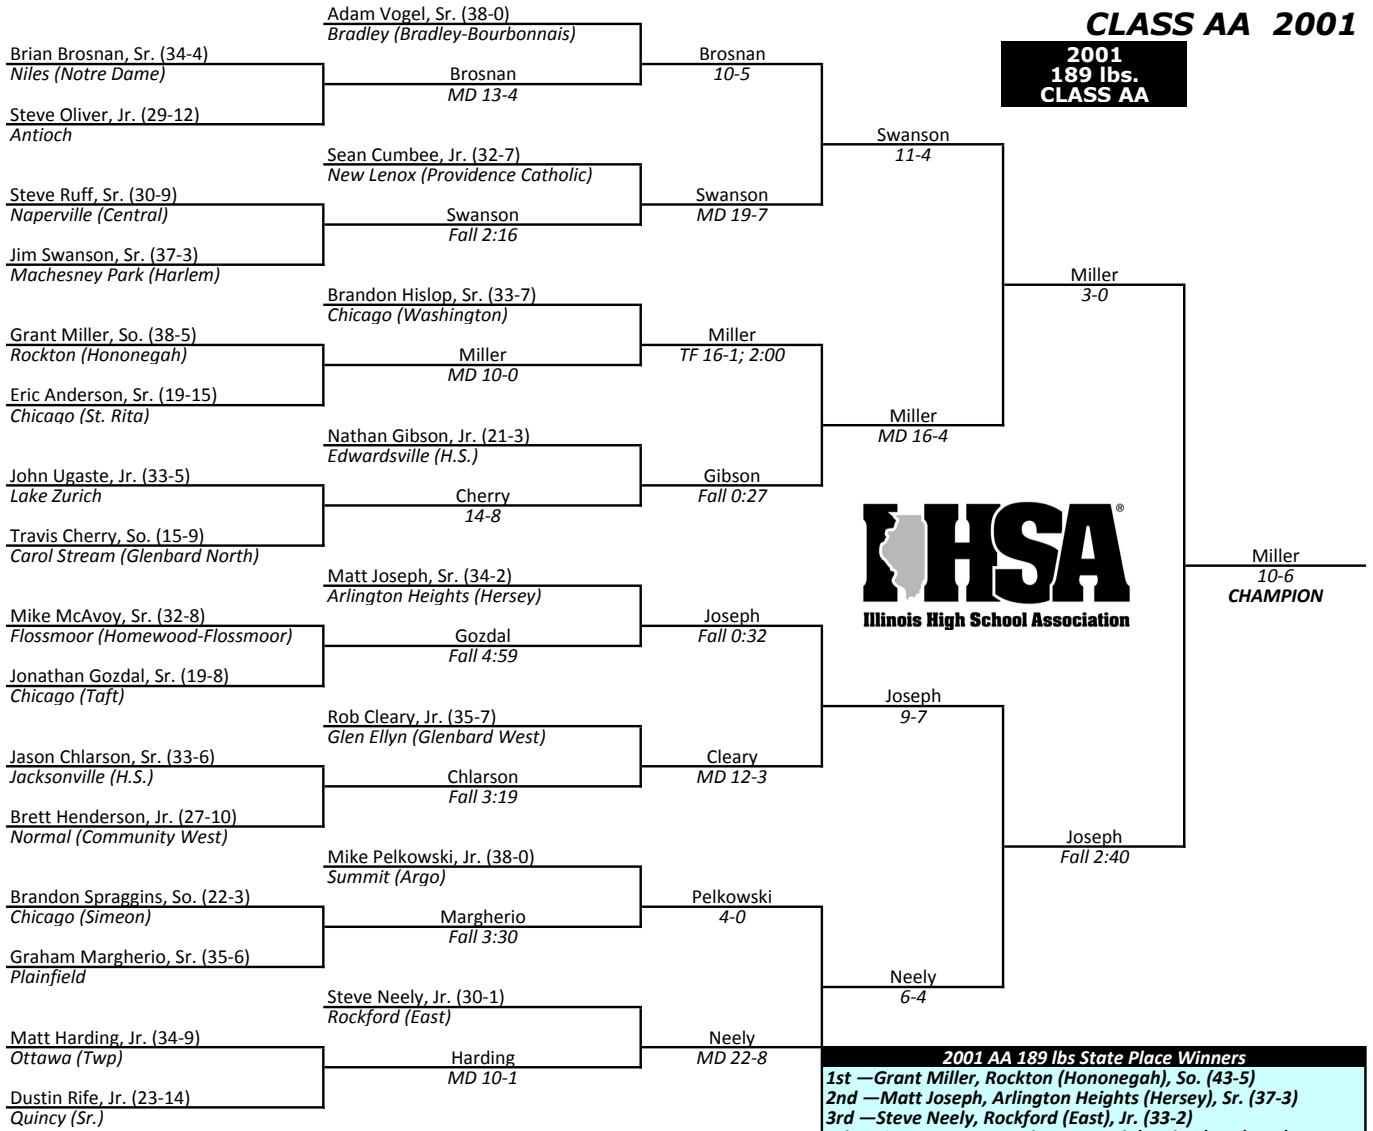 CLASS AA 2001
2001
189 lbs.
CLASS AA
Brian Brosnan, Sr. (34-4)
Niles (Notre Dame)
Steve Oliver, Jr. (29-12)
Antioch
Steve Ruff, Sr. (30-9)
Naperville (Central)
Jim Swanson, Sr. (37-3)
Machesney Park (Harlem)
Grant Miller, So. (38-5)
Rockton (Hononegah)
Eric Anderson, Sr. (19-15)
Chicago (St. Rita)
John Ugaste, Jr. (33-5)
Lake Zurich
Travis Cherry, So. (15-9)
Carol Stream (Glenbard North)
Mike McAvoy, Sr. (32-8)
Flossmoor (Homewood-Flossmoor)
Jonathan Gozdal, Sr. (19-8)
Chicago (Taft)
Jason Chlarson, Sr. (33-6)
Jacksonville (H.S.)
Brett Henderson, Jr. (27-10)
Normal (Community West)
Brandon Spraggins, So. (22-3)
Chicago (Simeon)
Graham Margherio, Sr. (35-6)
Plainfield
Matt Harding, Jr. (34-9)
Ottawa (Twp)
Dustin Rife, Jr. (23-14)
Quincy (Sr.)
Adam Vogel, Sr. (38-0)
Bradley (Bradley-Bourbonnais)
Brosnan
MD 13-4
Sean Cumbee, Jr. (32-7)
New Lenox (Providence Catholic)
Swanson
Fall 2:16
Brandon Hislop, Sr. (33-7)
Chicago (Washington)
Miller
MD 10-0
Nathan Gibson, Jr. (21-3)
Edwardsville (H.S.)
Cherry
14-8
Matt Joseph, Sr. (34-2)
Arlington Heights (Hersey)
Gozdal
Fall 4:59
Rob Cleary, Jr. (35-7)
Glen Ellyn (Glenbard West)
Chlarson
Fall 3:19
Mike Pelkowski, Jr. (38-0)
Summit (Argo)
Margherio
Fall 3:30
Steve Neely, Jr. (30-1)
Rockford (East)
Harding
MD 10-1
Brosnan
10-5
Swanson
MD 19-7
Miller
TF 16-1; 2:00
Gibson
Fall 0:27
Joseph
Fall 0:32
Cleary
MD 12-3
Pelkowski
4-0
Neely
MD 22-8
Swanson
11-4
Miller
MD 16-4
Joseph
9-7
Neely
6-4
Miller
3-0
Joseph
Fall 2:40
Miller
10-6
CHAMPION
IHSA®
Illinois High School Association
2001 AA 189 lbs State Place Winners
1st —Grant Miller, Rockton (Hononegah), So. (43-5)
2nd —Matt Joseph, Arlington Heights (Hersey), Sr. (37-3)
3rd —Steve Neely, Rockford (East), Jr. (33-2)